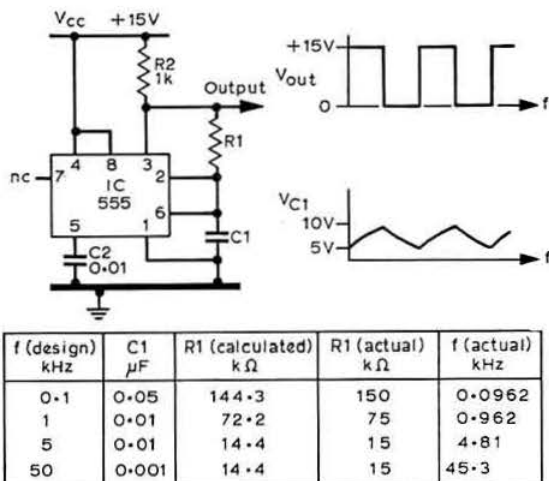 Vcc +15V
R2
1k
Output
R1
4 8 3
nc 7 2
IC
555
6
5 1
C1
C2
0·01
+15V
Vout
0
f
VC1
10V
5V
f
f (design) kHz C1 µF R1 (calculated) kΩ R1 (actual) kΩ f (actual) kHz
0·1 0·05 144·3 150 0·0962
1 0·01 72·2 75 0·962
5 0·01 14·4 15 4·81
50 0·001 14·4 15 45·3